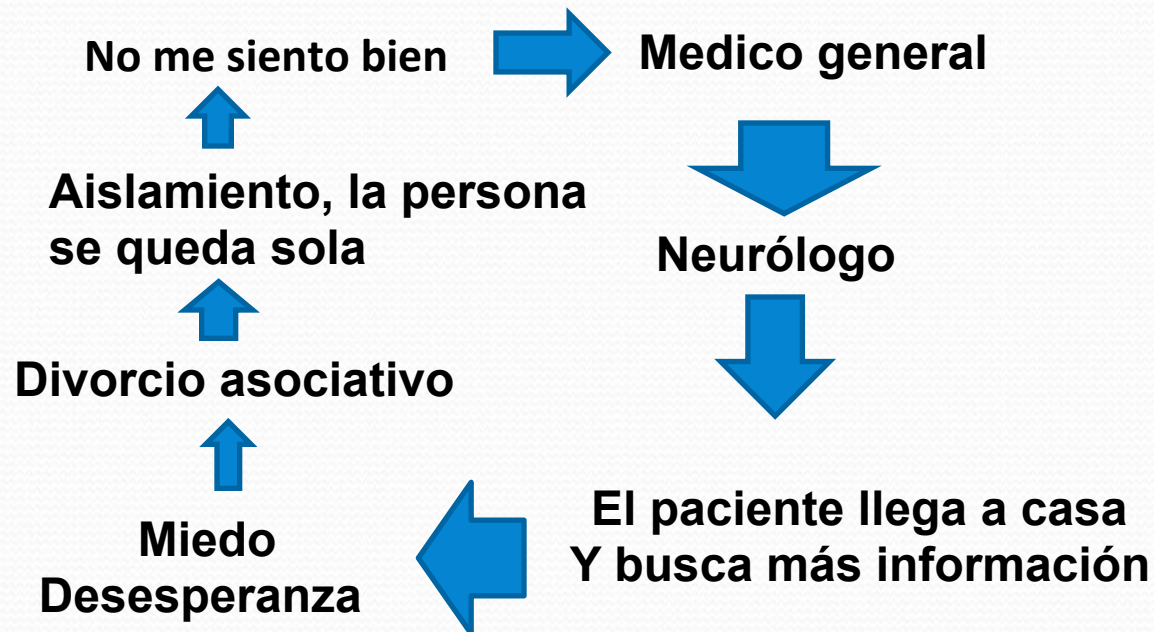 No me siento bien
Medico general
Neurólogo
El paciente llega a casa
Y busca más información
Miedo
Desesperanza
Divorcio asociativo
Aislamiento, la persona
se queda sola